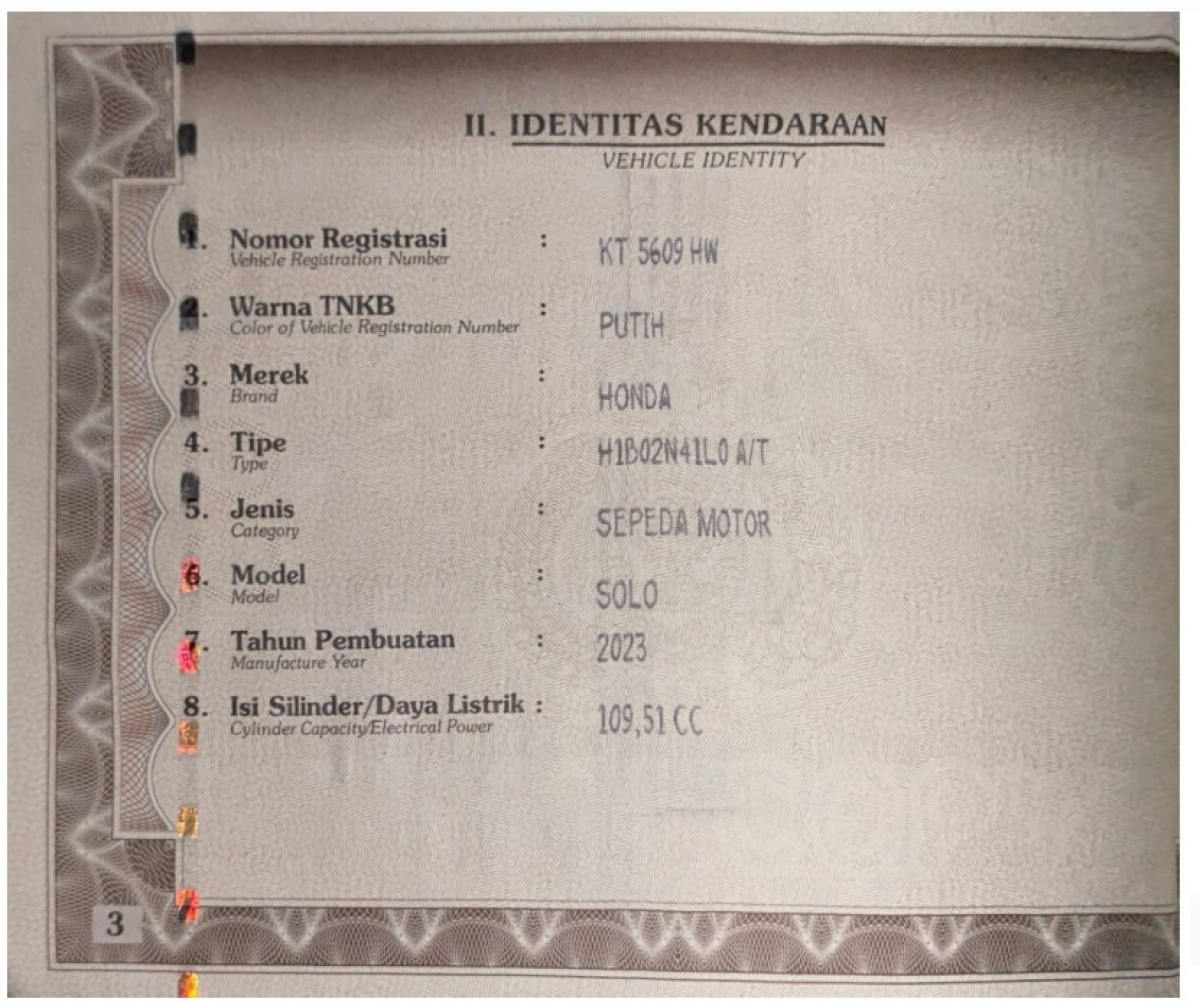 II. IDENTITAS KENDARAAN
VEHICLE IDENTITY
1. Nomor Registrasi : KT 5609 HW
Vehicle Registration Number
2. Warna TNKB : PUTIH
Color of Vehicle Registration Number
3. Merek : HONDA
Brand
4. Tipe : H1B02N41L0 A/T
Type
5. Jenis : SEPEDA MOTOR
Category
6. Model : SOLO
Model
7. Tahun Pembuatan : 2023
Manufacture Year
8. Isi Silinder/Daya Listrik : 109,51 CC
Cylinder Capacity/Electrical Power
3